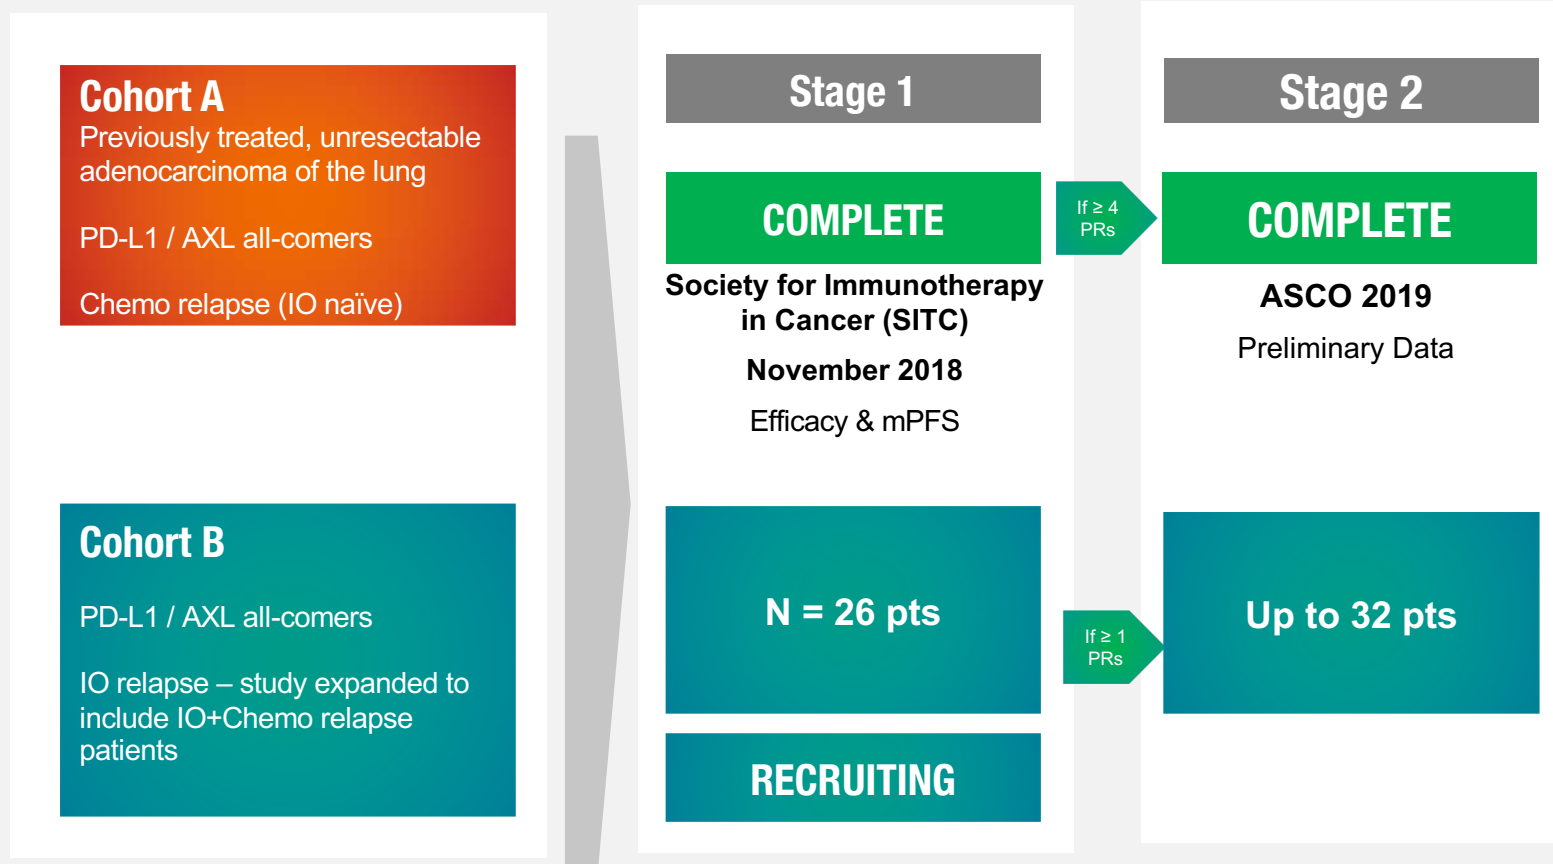 Cohort A
Previously treated, unresectable
adenocarcinoma of the lung
PD-L1 / AXL all-comers
Chemo relapse (IO naïve)
Cohort B
PD-L1 / AXL all-comers
IO relapse – study expanded to
include IO+Chemo relapse
patients
Stage 1
COMPLETE
Society for Immunotherapy
in Cancer (SITC)
November 2018
Efficacy & mPFS
N = 26 pts
RECRUITING
If ≥ 4
PRs
If ≥ 1
PRs
Stage 2
COMPLETE
ASCO 2019
Preliminary Data
Up to 32 pts